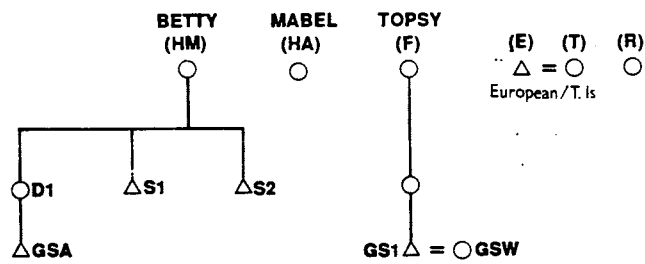 BETTY MABEL TOPSY
(HM) (HA) (F) (E) (T) (R)
=
European/T. Is
D1 S1 S2
GSA GS1 = GSW